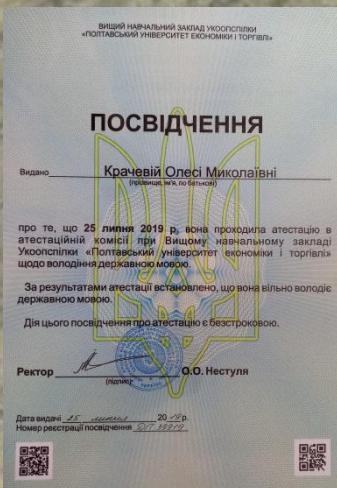 ВИЩИЙ НАВЧАЛЬНИЙ ЗАКЛАД УКООПСПІЛКИ
«ПОЛТАВСЬКИЙ УНІВЕРСИТЕТ ЕКОНОМІКИ І ТОРГІВЛІ»
ПОСВІДЧЕННЯ
Видано Крачевій Олесі Миколаївні
(прізвище, ім'я, по батькові)
про те, що 25 липня 2019 р. вона проходила атестацію в
атестаційній комісії при Вищому навчальному закладі
Укоопспілки «Полтавський університет економіки і торгівлі»
щодо володіння державною мовою.
За результатами атестації встановлено, що вона вільно володіє
державною мовою.
Дія цього посвідчення про атестацію є безстроковою.
Ректор О.О. Нестуля
(підпис)
Дата видачі 25 липня 2019 р.
Номер реєстрації посвідчення